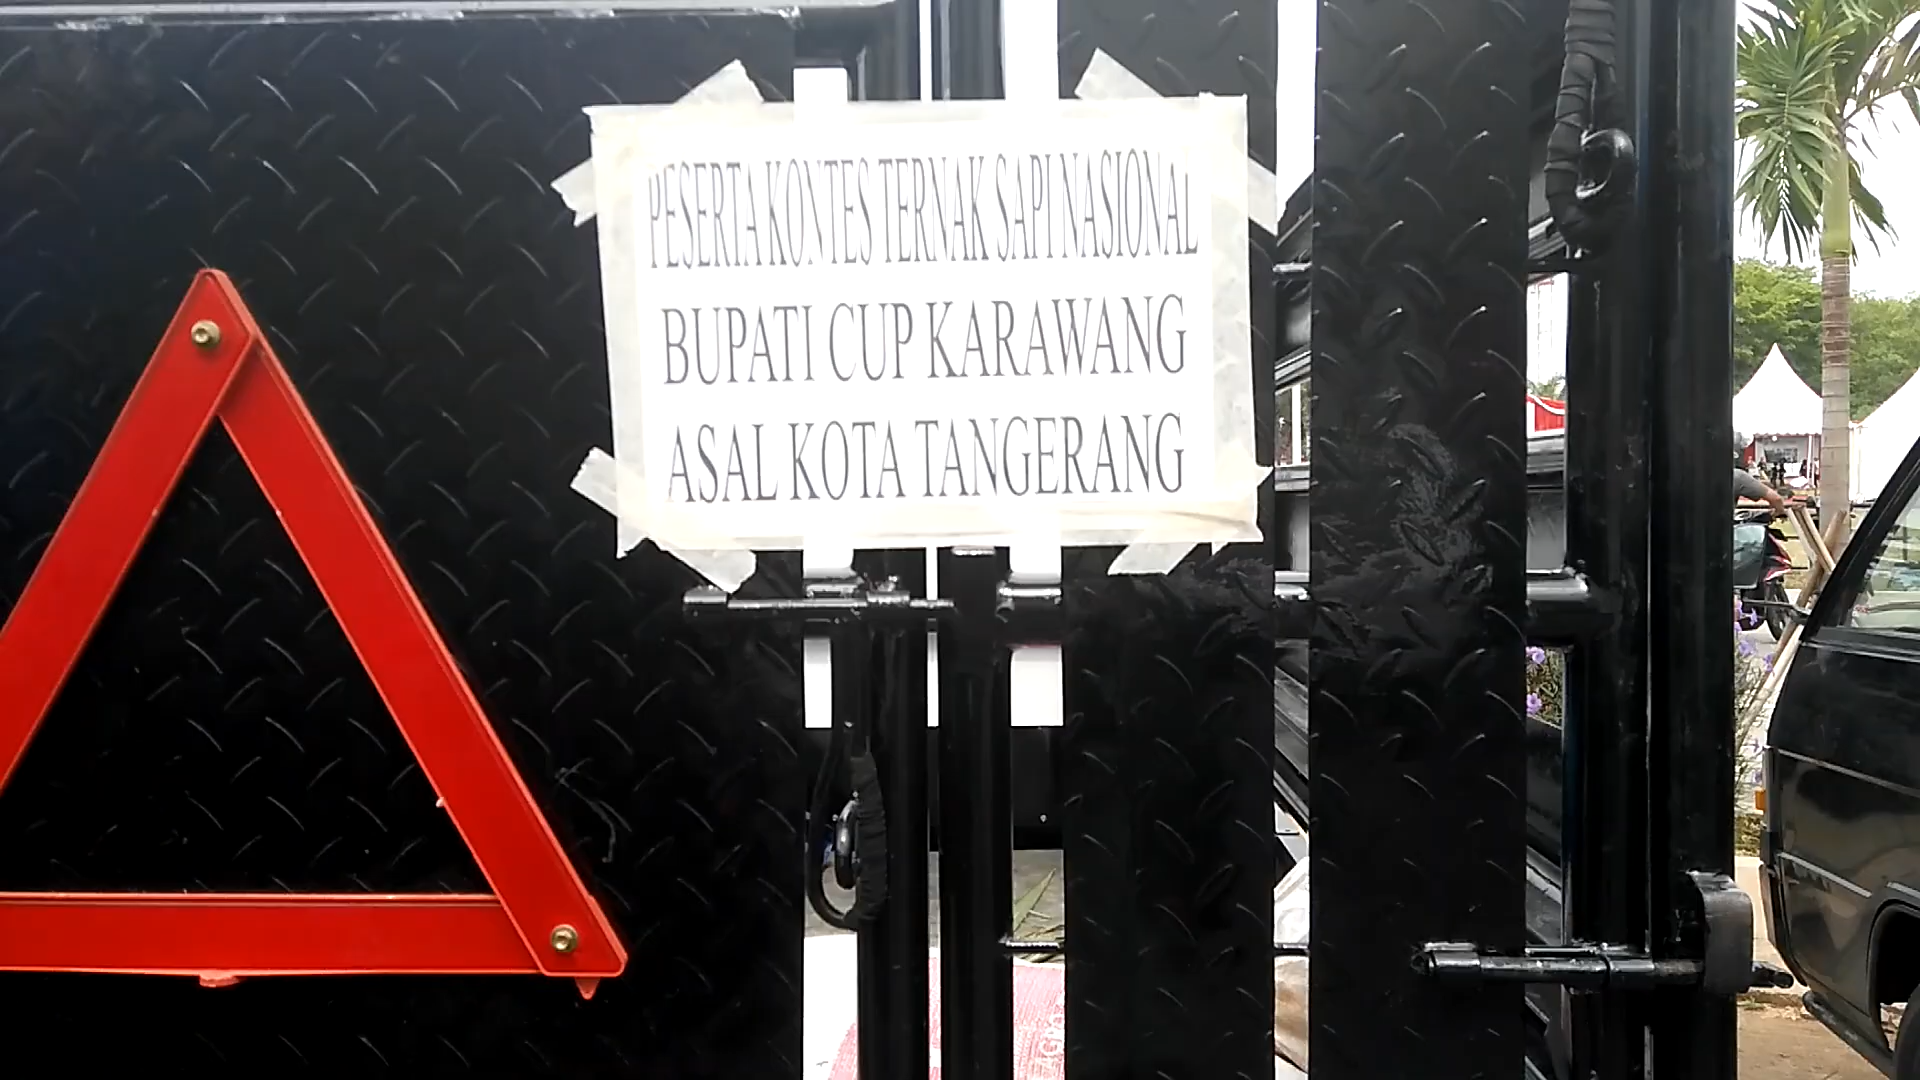 PESERTA KONTES TERNAK SAPI NASIONAL
BUPATI CUP KARAWANG
ASAL KOTA TANGERANG